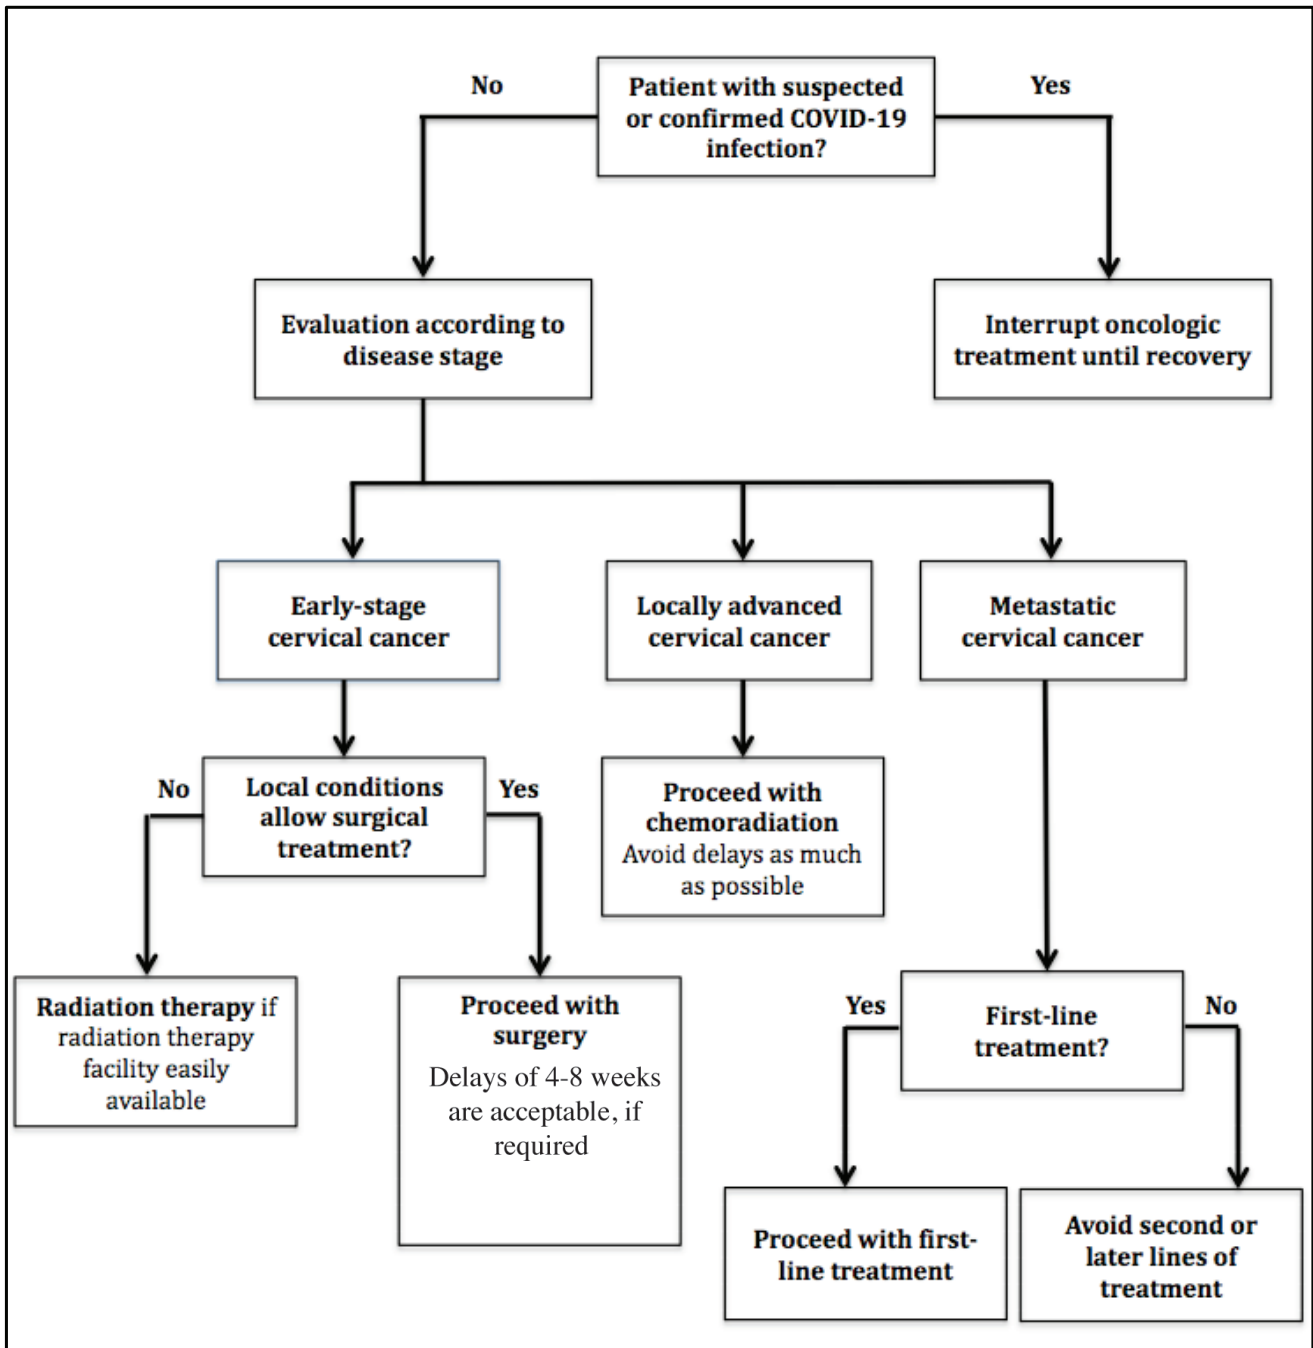 No
Patient with suspected
or confirmed COVID-19
infection?
Yes
Evaluation according to
disease stage
Interrupt oncologic
treatment until recovery
Early-stage
cervical cancer
Locally advanced
cervical cancer
Metastatic
cervical cancer
No
Local conditions
allow surgical
treatment?
Yes
Proceed with
chemoradiation
Avoid delays as much
as possible
Radiation therapy if
radiation therapy
facility easily
available
Proceed with
surgery
Delays of 4-8 weeks
are acceptable, if
required
Yes
First-line
treatment?
No
Proceed with first-
line treatment
Avoid second or
later lines of
treatment